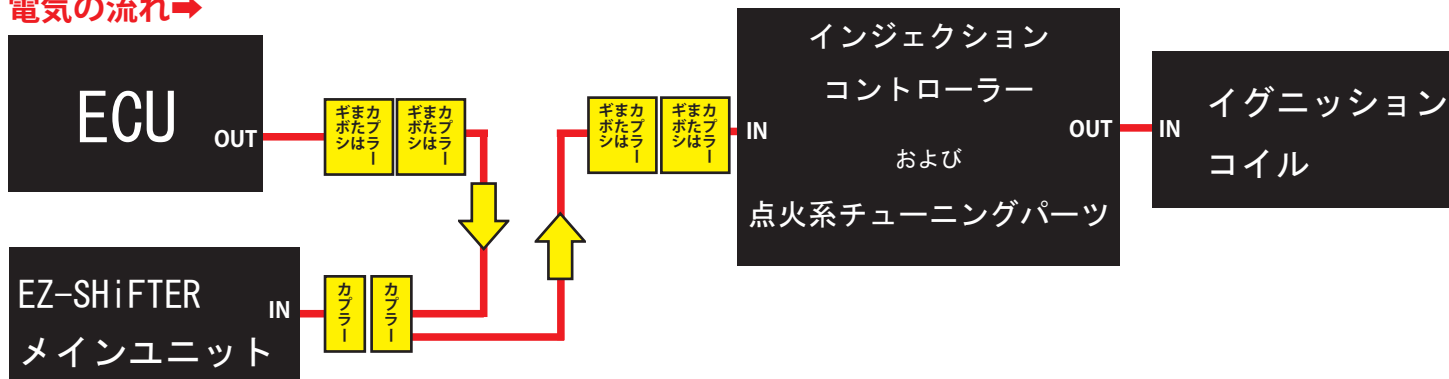 電気の流れ➡
ECU
OUT
カプラー
または
ギボシ
カプラー
または
ギボシ
カプラー
または
ギボシ
カプラー
または
ギボシ
インジェクション
コントローラー
および
点火系チューニングパーツ
IN
OUT
IN
イグニッション
コイル
EZ-SHiFTER
メインユニット
IN
カプラー
カプラー